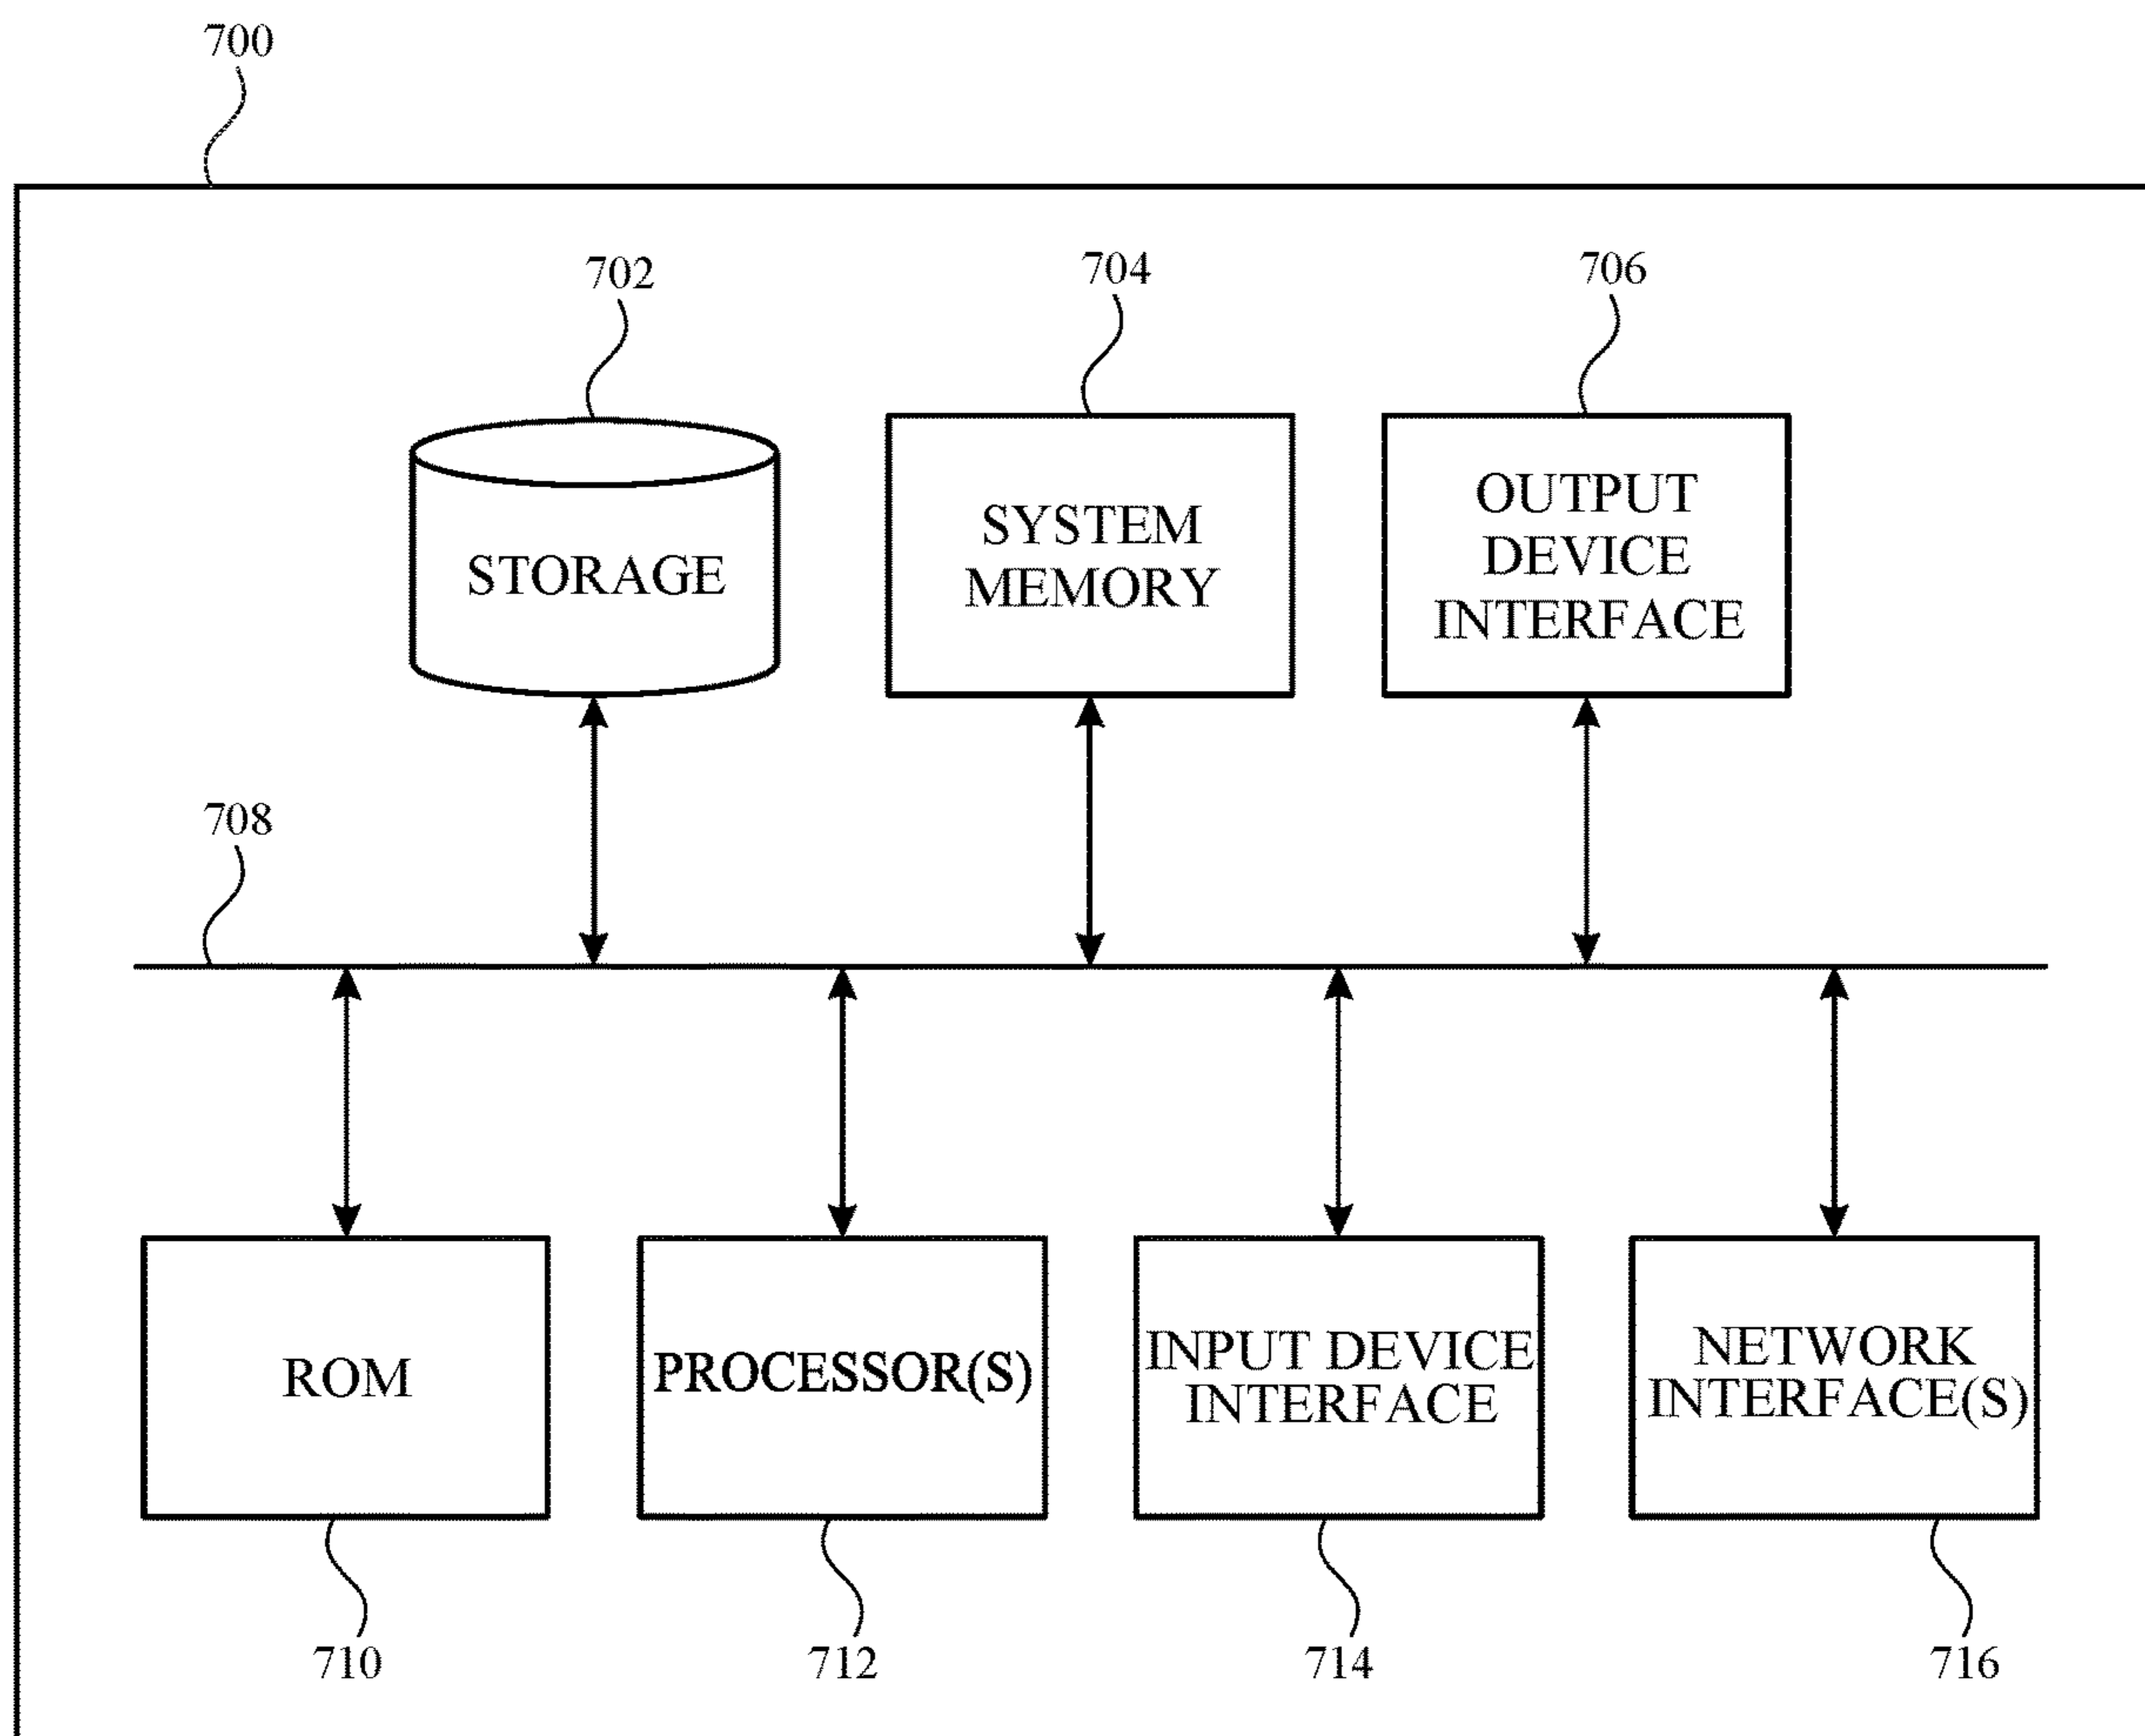 700
702
704
706
STORAGE
SYSTEM
MEMORY
OUTPUT
DEVICE
INTERFACE
708
ROM
PROCESSOR(S)
INPUT DEVICE
INTERFACE
NETWORK
INTERFACE(S)
710
712
714
716